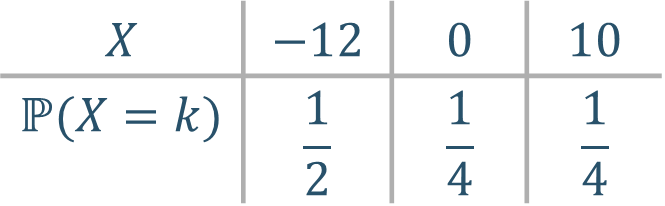 X −12 0 10
ℙ(X = k) 1/2 1/4 1/4